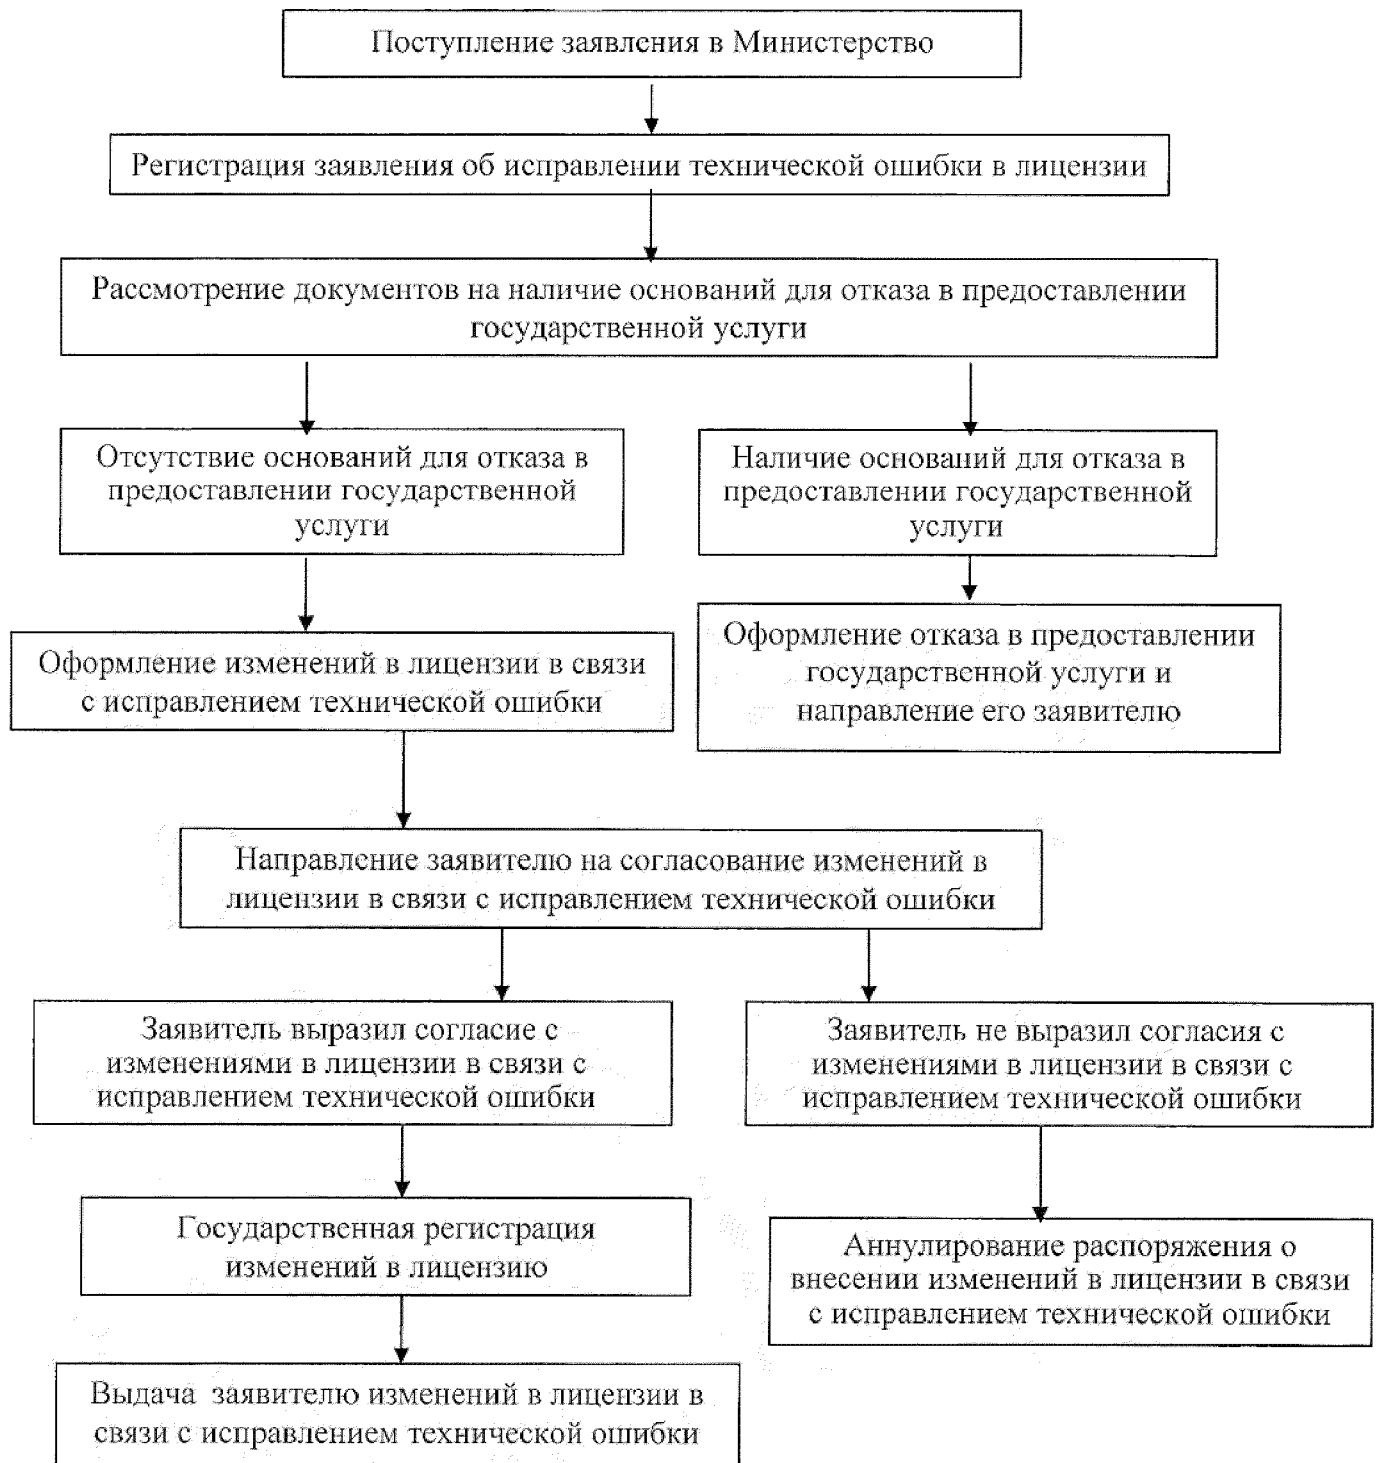 Поступление заявления в Министерство
Регистрация заявления об исправлении технической ошибки в лицензии
Рассмотрение документов на наличие оснований для отказа в предоставлении
государственной услуги
Отсутствие оснований для отказа в
предоставлении государственной
услуги
Наличие оснований для отказа в
предоставлении государственной
услуги
Оформление изменений в лицензии в связи
с исправлением технической ошибки
Оформление отказа в предоставлении
государственной услуги и
направление его заявителю
Направление заявителю на согласование изменений в
лицензии в связи с исправлением технической ошибки
Заявитель выразил согласие с
изменениями в лицензии в связи с
исправлением технической ошибки
Заявитель не выразил согласия с
изменениями в лицензии в связи с
исправлением технической ошибки
Государственная регистрация
изменений в лицензию
Аннулирование распоряжения о
внесении изменений в лицензии в связи
с исправлением технической ошибки
Выдача заявителю изменений в лицензии в
связи с исправлением технической ошибки